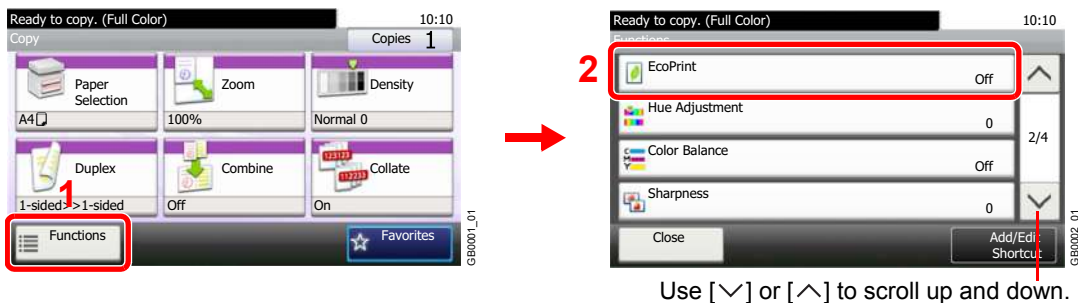 Ready to copy. (Full Color)
10:10
Copy
Copies 1
Paper Selection
A4
Zoom
100%
Density
Normal 0
Duplex
1-sided>>1-sided
Combine
Off
Collate
On
1
Functions
Favorites
GB0001_01
Ready to copy. (Full Color)
10:10
Functions
2
EcoPrint
Off
Hue Adjustment
0
2/4
Color Balance
Off
Sharpness
0
Close
Add/Edit
Shortcut
GB0002_01
Use [∨] or [∧] to scroll up and down.